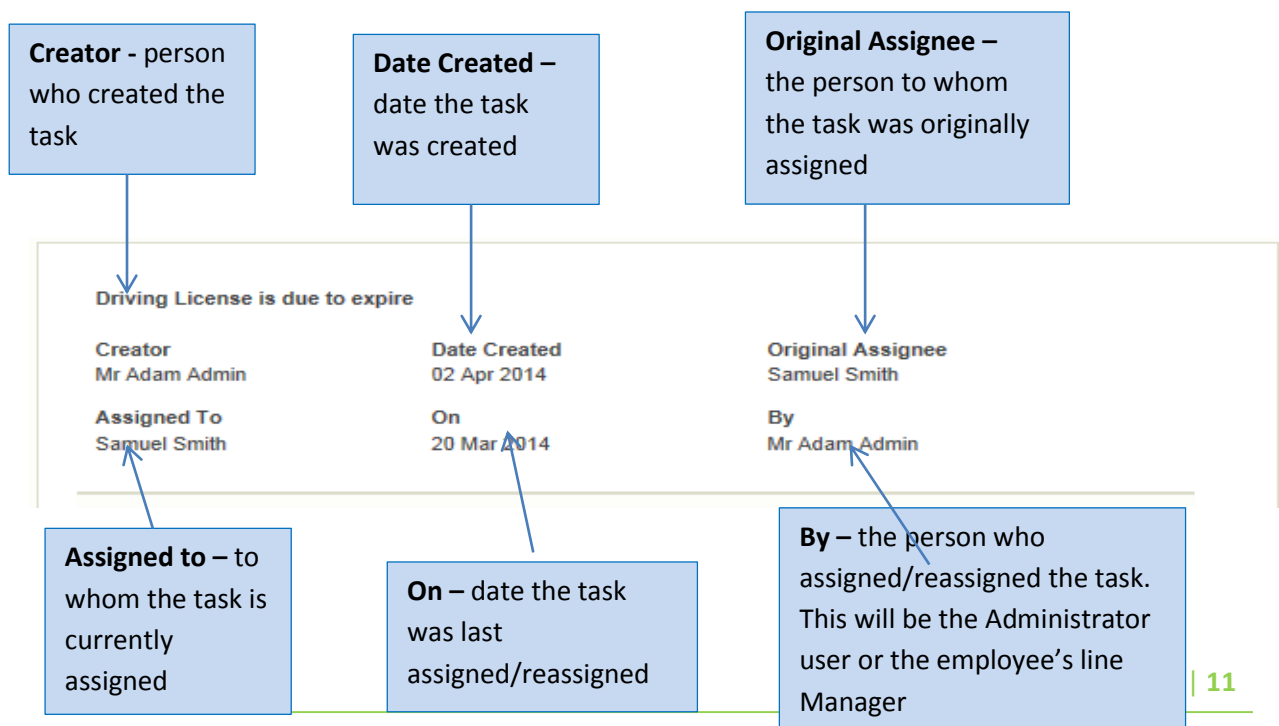 Creator - person
who created the
task
Date Created –
date the task
was created
Original Assignee –
the person to whom
the task was originally
assigned
Driving License is due to expire
Creator
Mr Adam Admin
Date Created
02 Apr 2014
Original Assignee
Samuel Smith
Assigned To
Samuel Smith
On
20 Mar 2014
By
Mr Adam Admin
Assigned to – to
whom the task is
currently
assigned
On – date the task
was last
assigned/reassigned
By – the person who
assigned/reassigned the task.
This will be the Administrator
user or the employee’s line
Manager
| 11